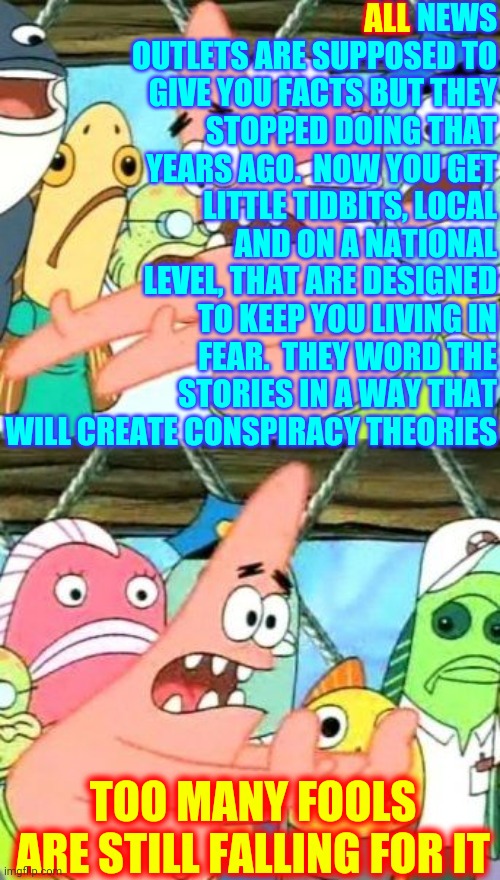 ALL NEWS
OUTLETS ARE SUPPOSED TO
GIVE YOU FACTS BUT THEY
STOPPED DOING THAT
YEARS AGO.  NOW YOU GET
LITTLE TIDBITS, LOCAL
AND ON A NATIONAL
LEVEL, THAT ARE DESIGNED
TO KEEP YOU LIVING IN
FEAR.  THEY WORD THE
STORIES IN A WAY THAT
WILL CREATE CONSPIRACY THEORIES
TOO MANY FOOLS
ARE STILL FALLING FOR IT
imgflip.com